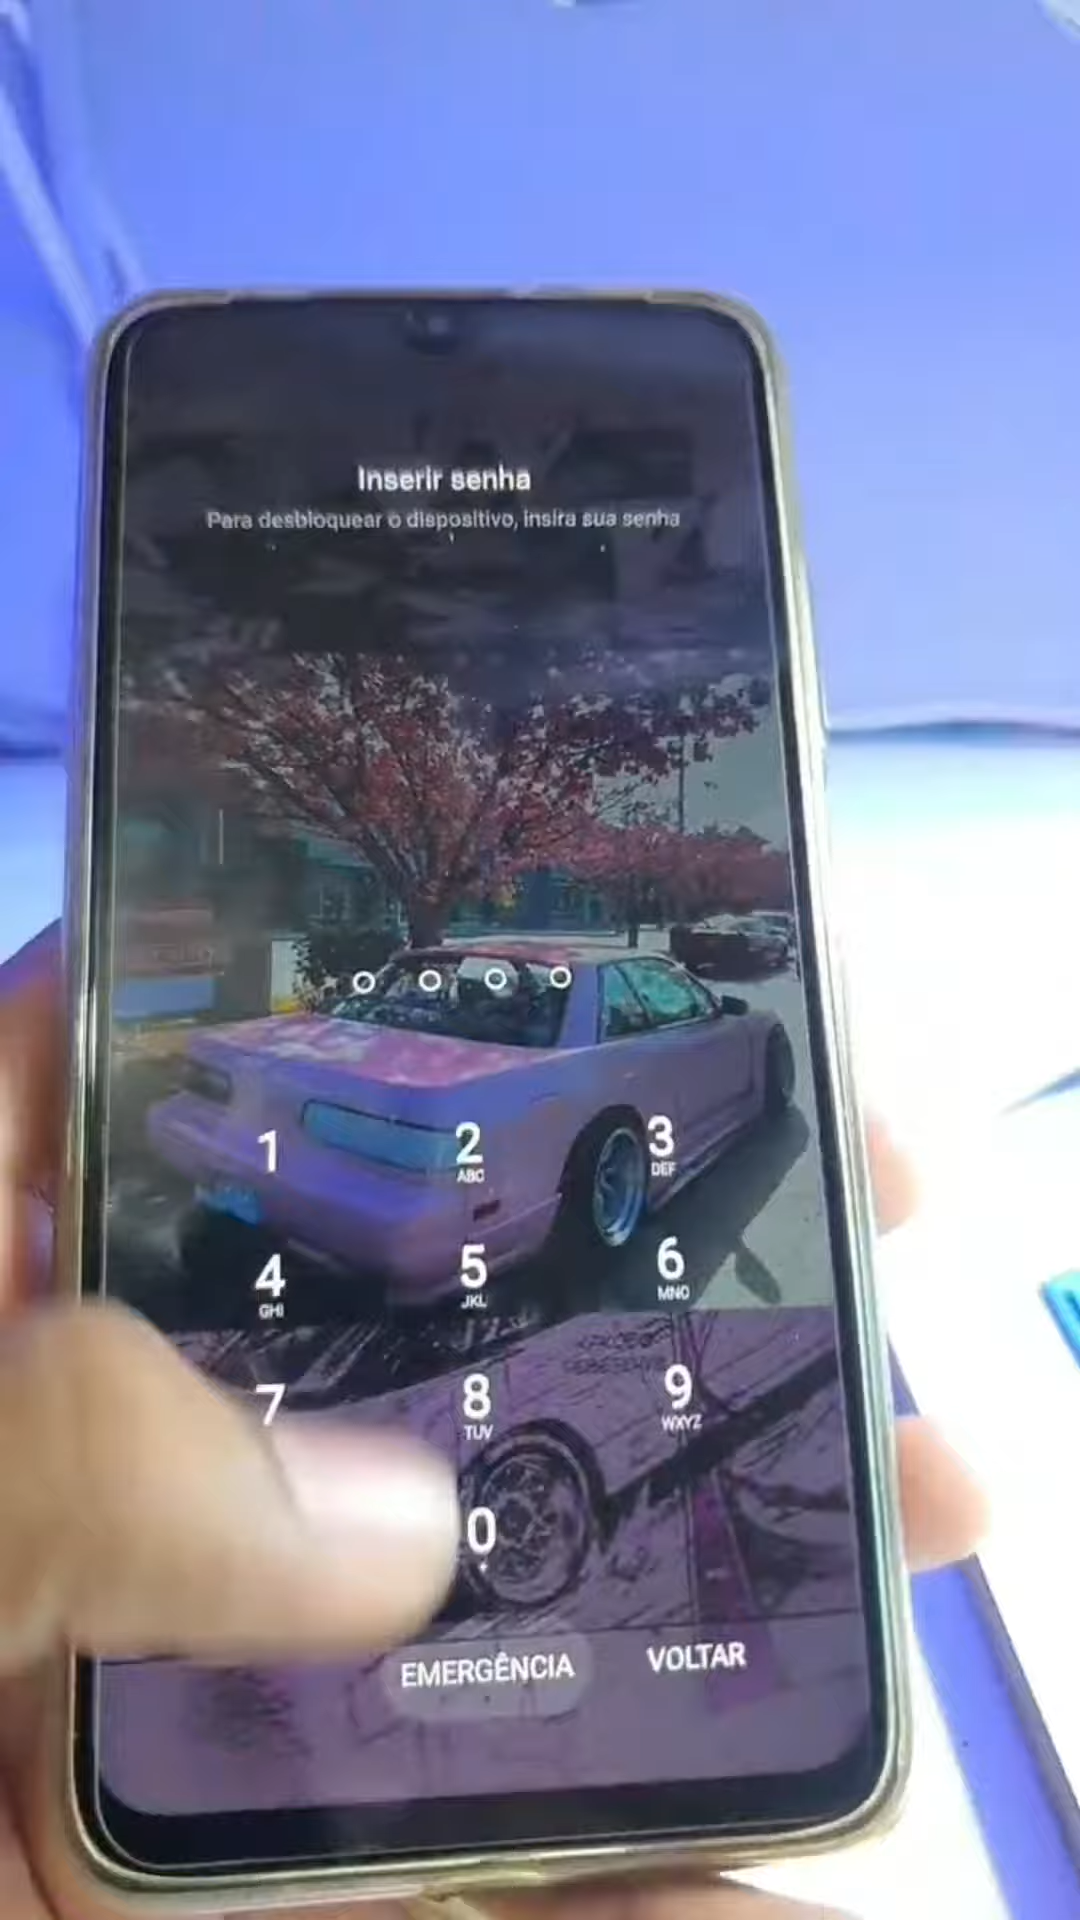 Inserir senha
Para desbloquear o dispositivo, insira sua senha
1
2
ABC
3
DEF
4
GHI
5
JKL
6
MNO
7
8
TUV
9
WXYZ
0
+
EMERGÊNCIA
VOLTAR